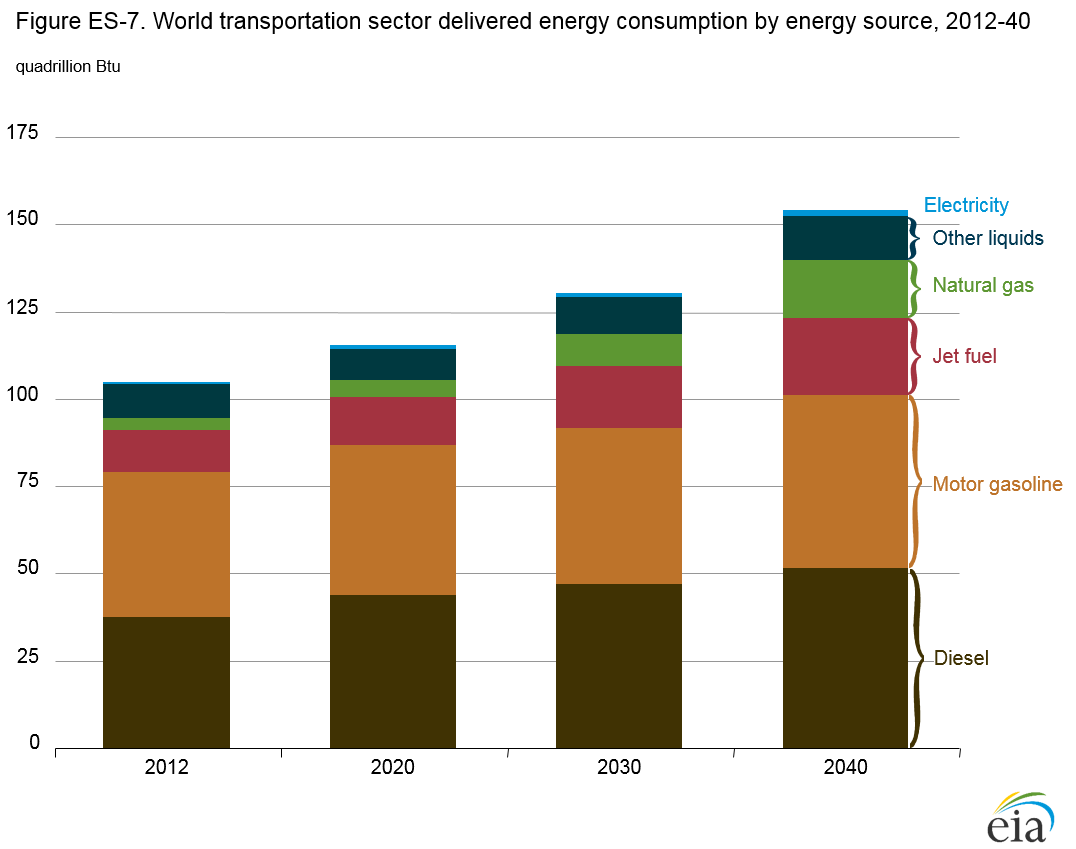 Figure ES-7. World transportation sector delivered energy consumption by energy source, 2012-40
quadrillion Btu
175
150
125
100
75
50
25
0
Electricity
Other liquids
Natural gas
Jet fuel
Motor gasoline
Diesel
2012 2020 2030 2040
eia